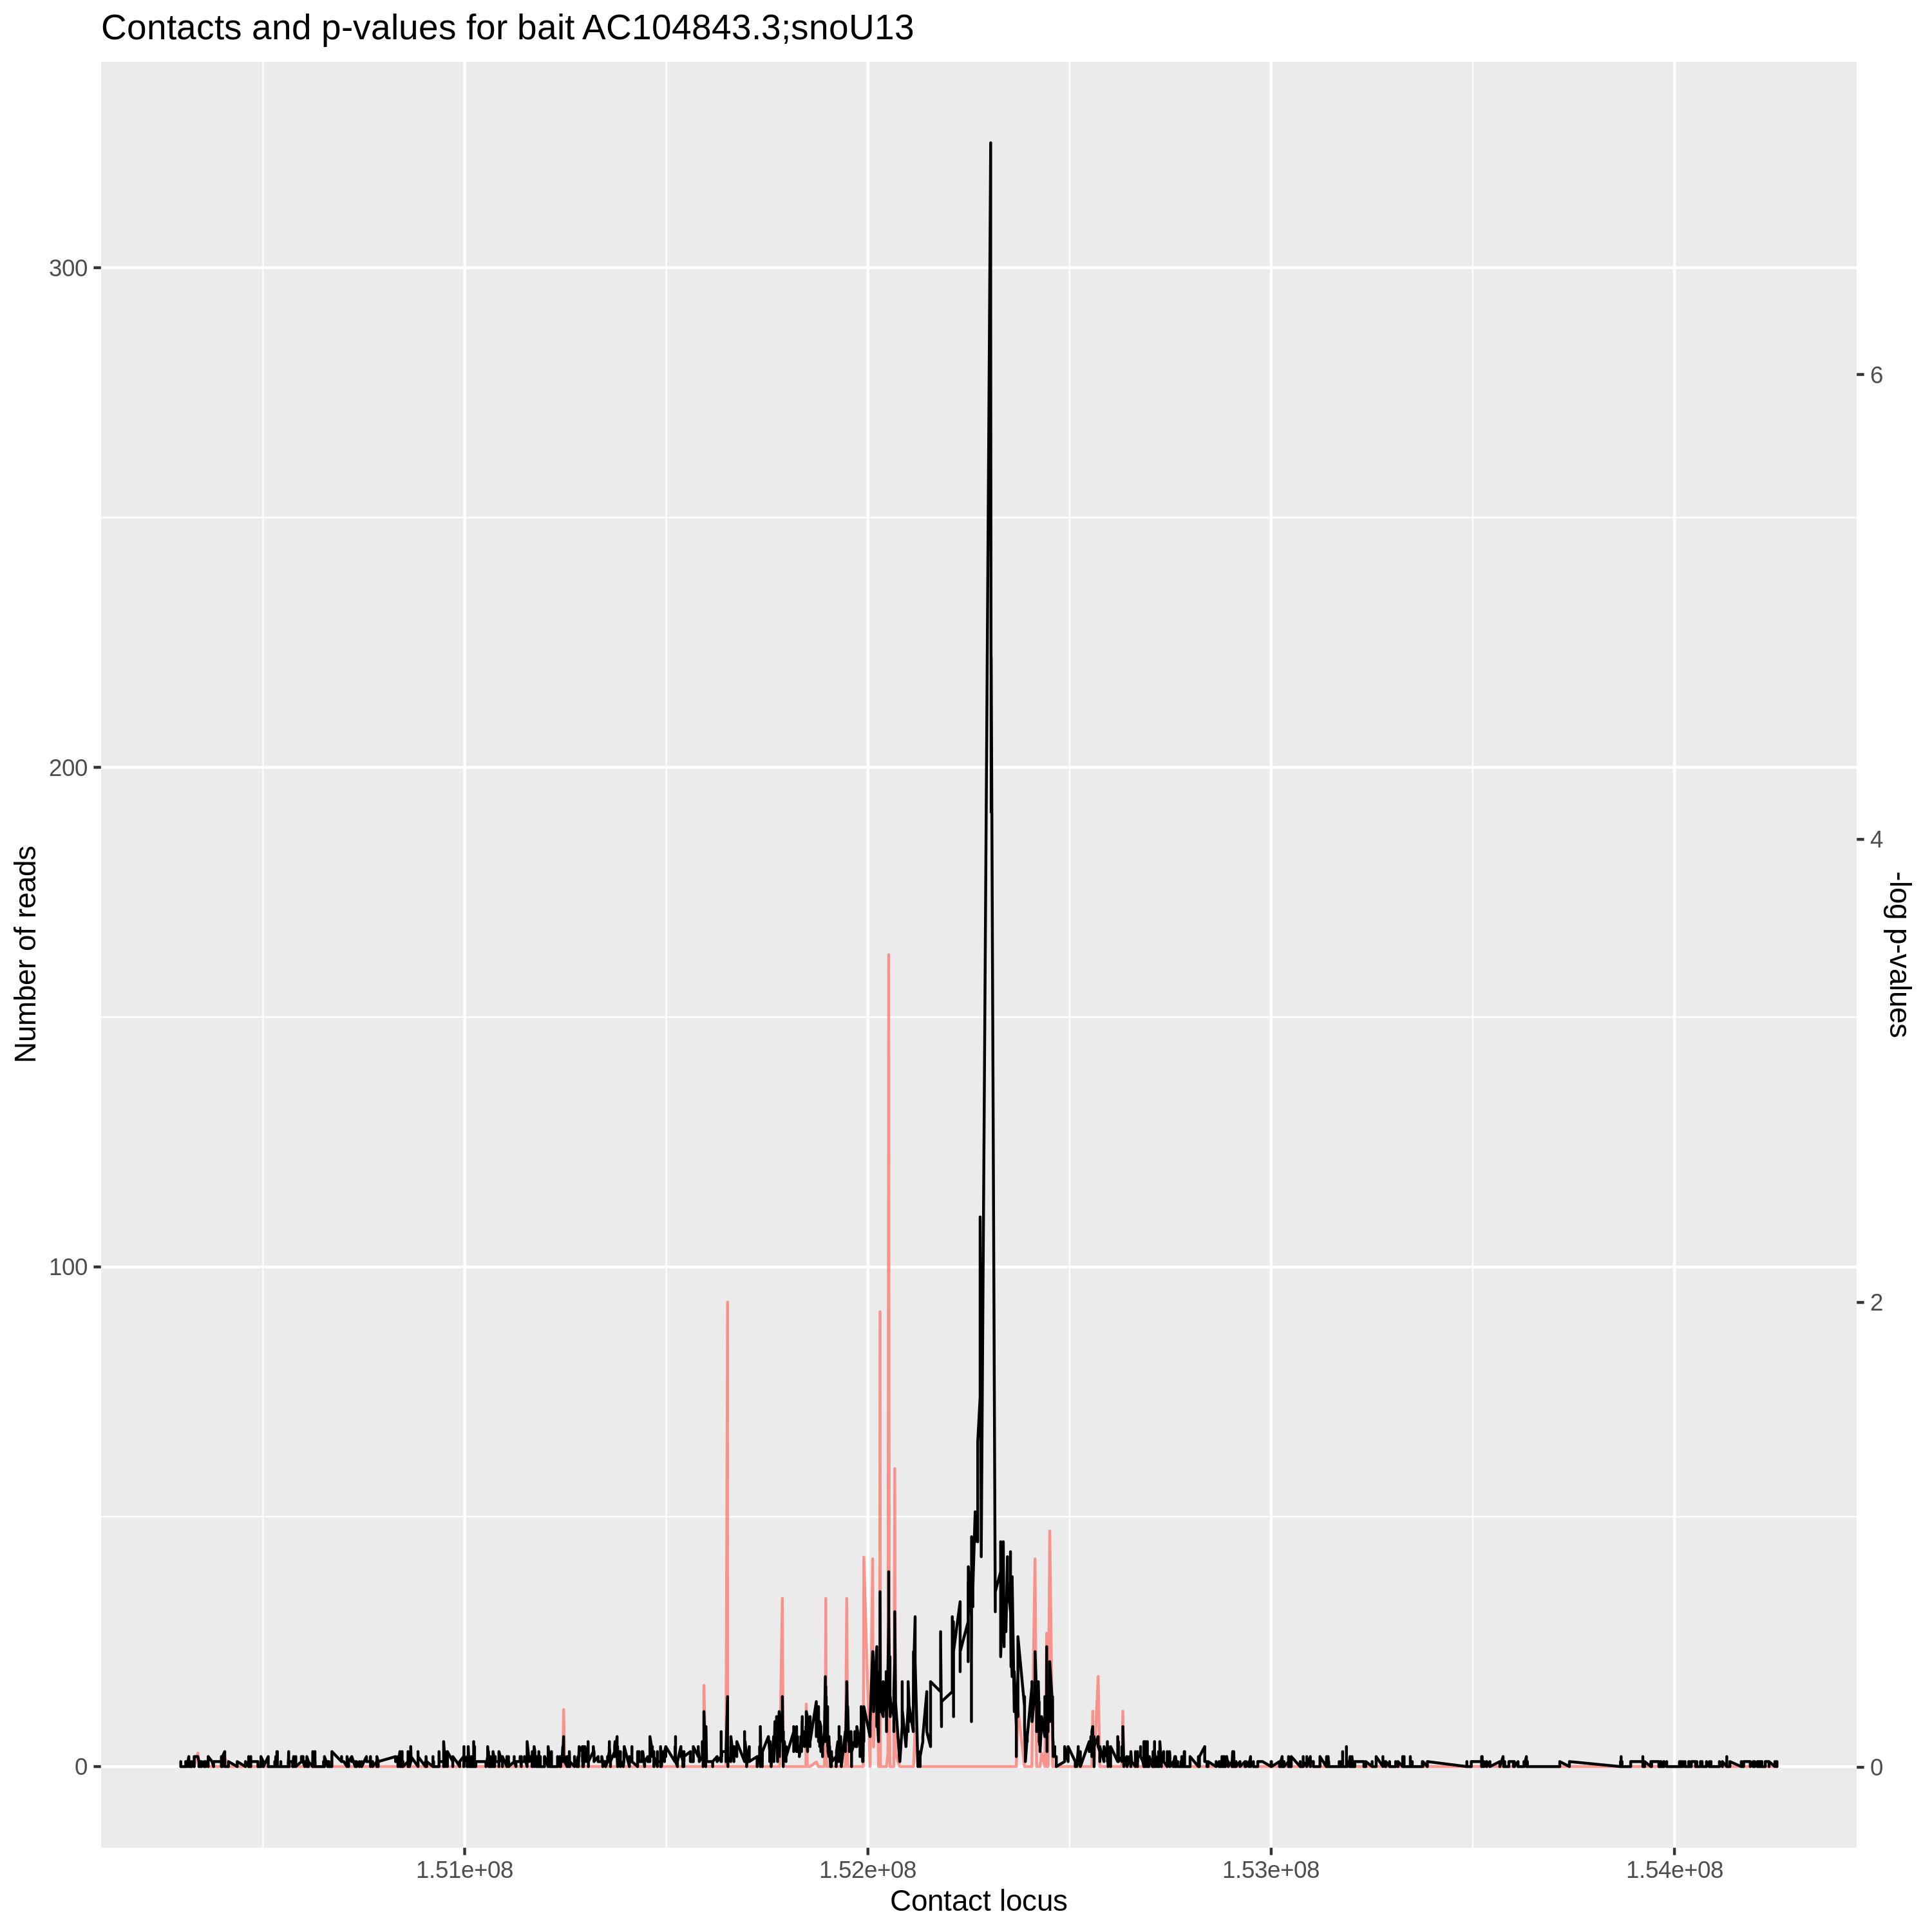 Contacts and p-values for bait AC104843.3;snoU13
300
200
100
0
Number of reads
6
4
2
0
-log p-values
1.51e+08
1.52e+08
1.53e+08
1.54e+08
Contact locus